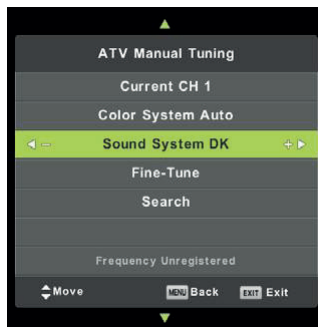 ATV Manual Tuning
Current CH 1
Color System Auto
Sound System DK
Fine-Tune
Search
Frequency Unregistered
Move MENU Back EXIT Exit